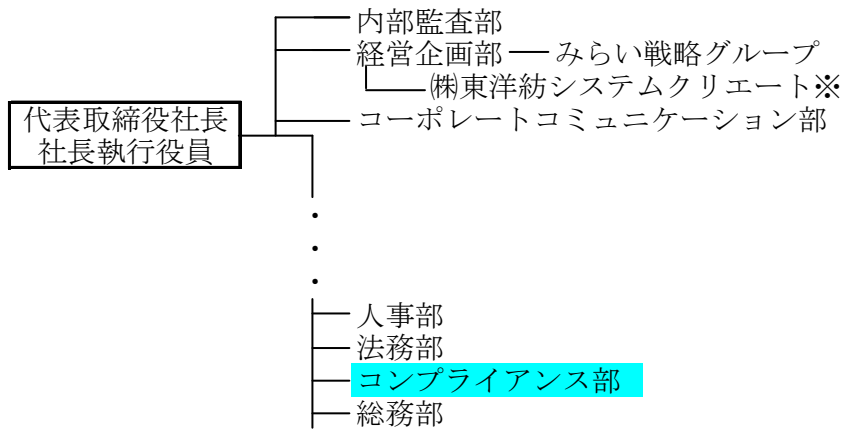 内部監査部
経営企画部 みらい戦略グループ
㈱東洋紡システムクリエート※
代表取締役社長
社長執行役員
コーポレートコミュニケーション部
・
・
・
人事部
法務部
コンプライアンス部
総務部